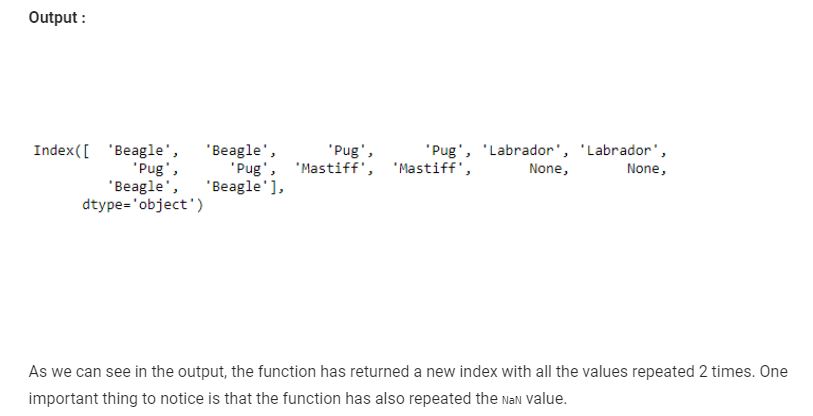 Output :
Index([  'Beagle',   'Beagle',      'Pug',      'Pug', 'Labrador', 'Labrador',
            'Pug',      'Pug',  'Mastiff',  'Mastiff',       None,       None,
         'Beagle',   'Beagle'],
      dtype='object')
As we can see in the output, the function has returned a new index with all the values repeated 2 times. One
important thing to notice is that the function has also repeated the NaN value.